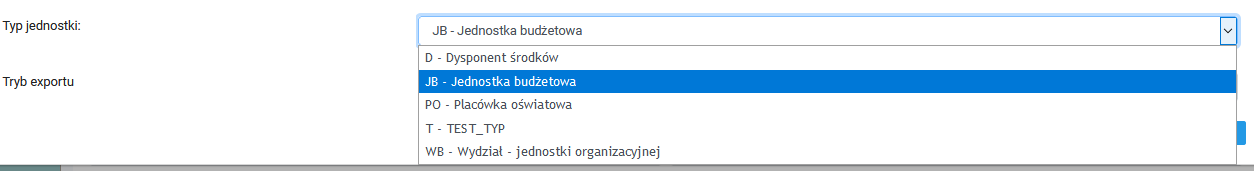 Typ jednostki:
JB - Jednostka budżetowa
D - Dysponent środków
JB - Jednostka budżetowa
Tryb exportu
PO - Placówka oświatowa
T - TEST_TYP
WB - Wydział - jednostki organizacyjnej